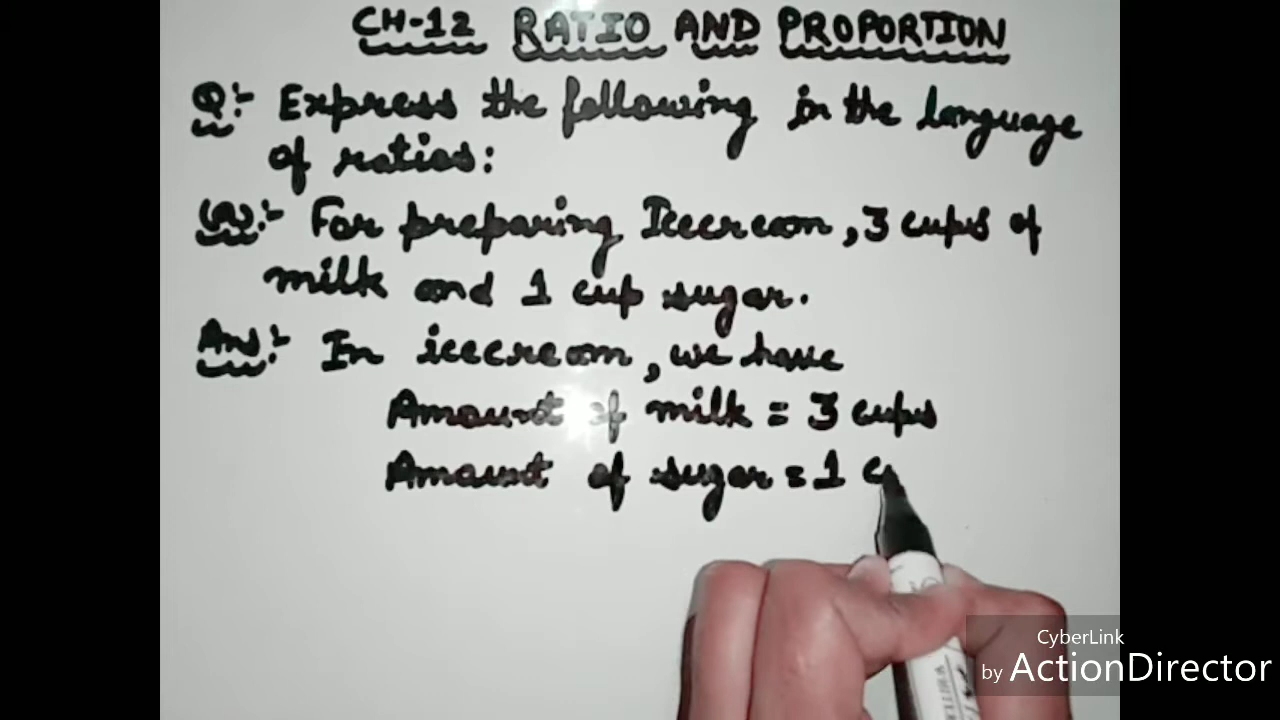 CH-12 RATIO AND PROPORTION
Q:- Express the following in the language
of ratios:
(a):- For preparing Icecream, 3 cups of
milk and 1 cup sugar.
Ans:- In icecream, we have
Amount of milk = 3 cups
Amount of sugar = 1 c
CyberLink
by ActionDirector